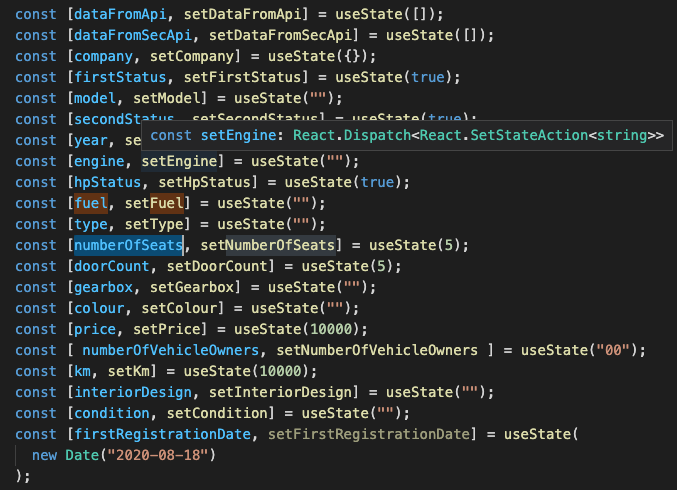 const [dataFromApi, setDataFromApi] = useState([]);
const [dataFromSecApi, setDataFromSecApi] = useState([]);
const [company, setCompany] = useState({});
const [firstStatus, setFirstStatus] = useState(true);
const [model, setModel] = useState("");
const [secondStatus, setSecondStatus] = useState(true);
const setEngine: React.Dispatch<React.SetStateAction<string>>
const [year, se
const [engine, setEngine] = useState("");
const [hpStatus, setHpStatus] = useState(true);
const [fuel, setFuel] = useState("");
const [type, setType] = useState("");
const [numberOfSeats, setNumberOfSeats] = useState(5);
const [doorCount, setDoorCount] = useState(5);
const [gearbox, setGearbox] = useState("");
const [colour, setColour] = useState("");
const [price, setPrice] = useState(10000);
const [ numberOfVehicleOwners, setNumberOfVehicleOwners ] = useState("00");
const [km, setKm] = useState(10000);
const [interiorDesign, setInteriorDesign] = useState("");
const [condition, setCondition] = useState("");
const [firstRegistrationDate, setFirstRegistrationDate] = useState(
new Date("2020-08-18")
);